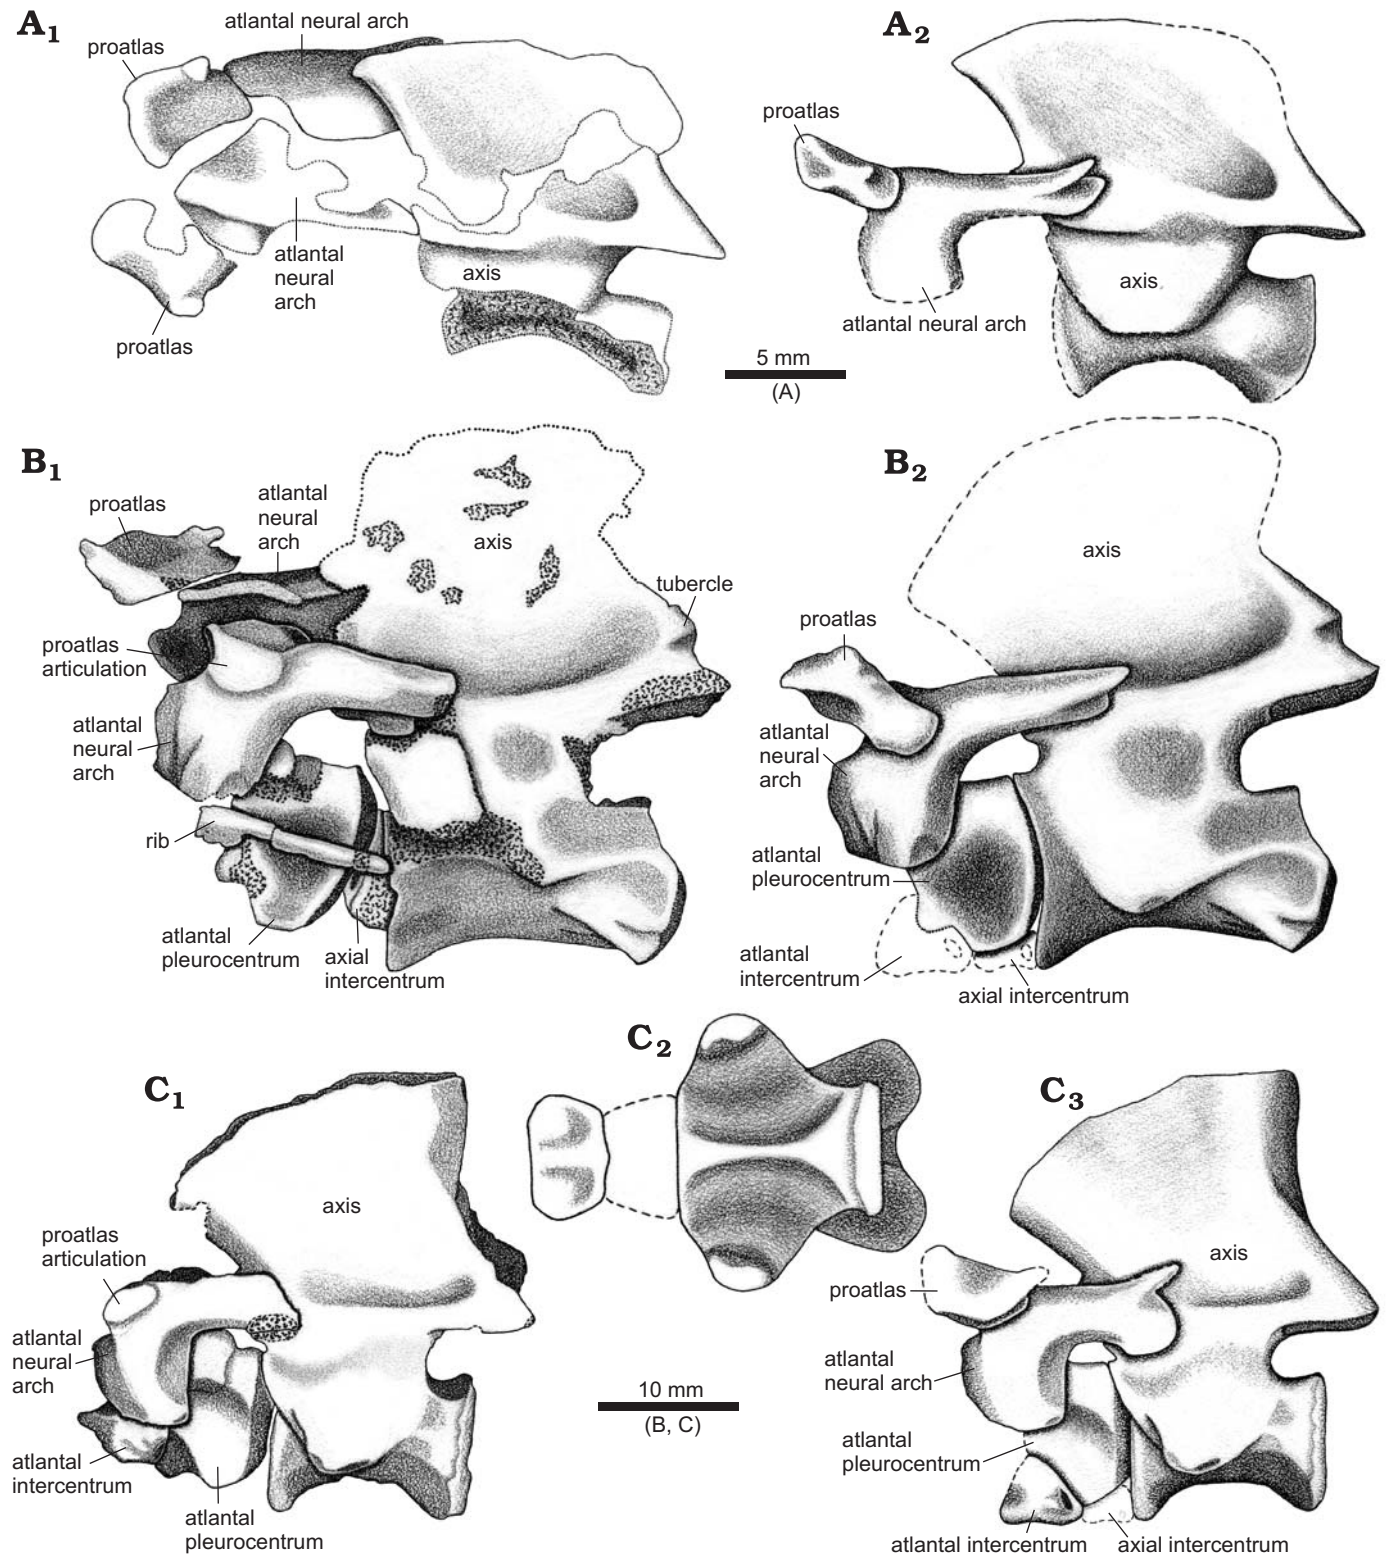 A1
atlantal neural arch
proatlas
atlantal
neural
arch
axis
proatlas
A2
proatlas
axis
atlantal neural arch
5 mm
(A)
B1
proatlas
atlantal
neural
arch
axis
tubercle
proatlas
articulation
atlantal
neural
arch
rib
atlantal
pleurocentrum
axial
intercentrum
B2
axis
proatlas
atlantal
neural
arch
atlantal
pleurocentrum
atlantal
intercentrum
axial intercentrum
C1
axis
proatlas
articulation
atlantal
neural
arch
atlantal
intercentrum
atlantal
pleurocentrum
C2
10 mm
(B, C)
C3
axis
proatlas
atlantal
neural arch
atlantal
pleurocentrum
atlantal intercentrum
axial intercentrum